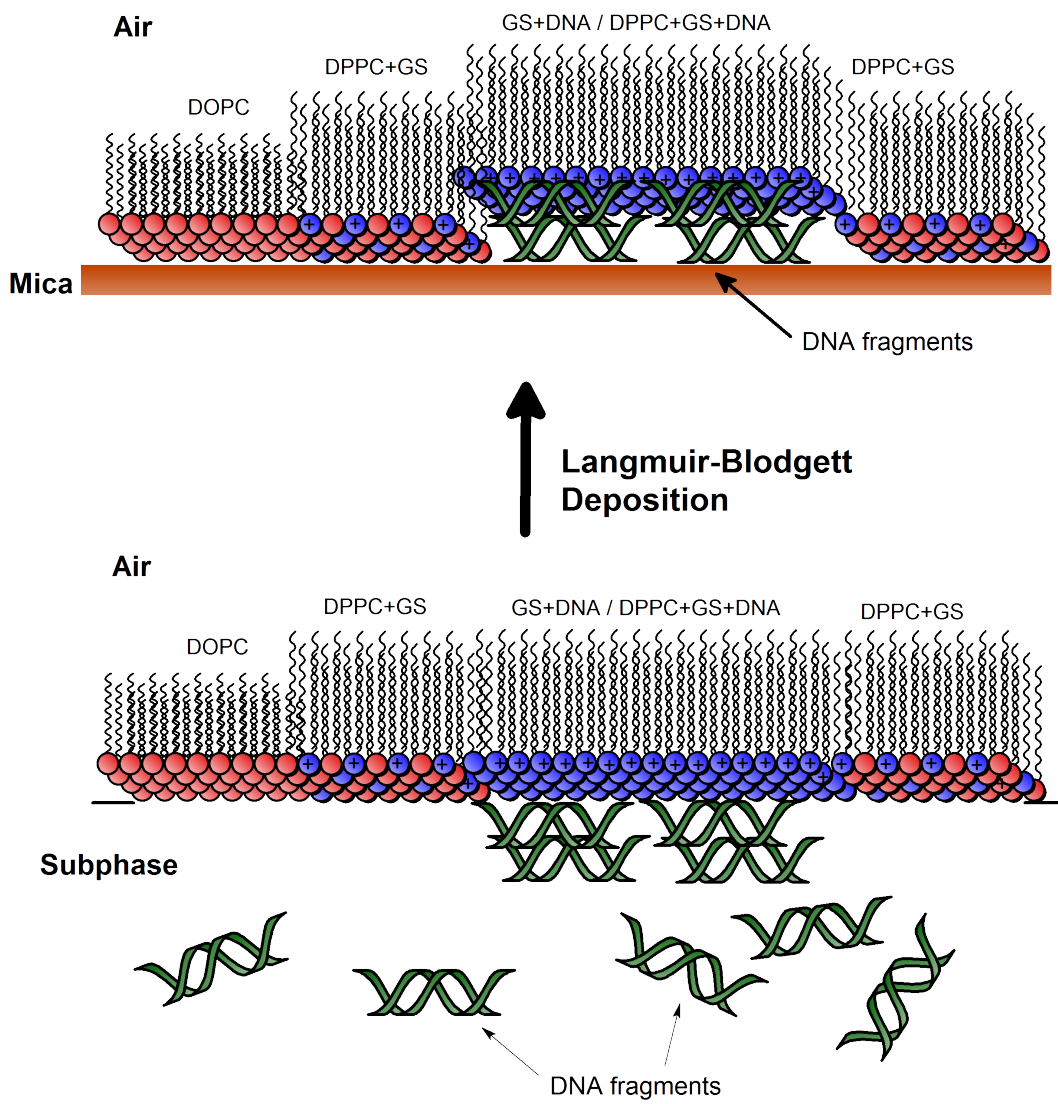 Air
GS+DNA / DPPC+GS+DNA
DPPC+GS
DPPC+GS
DOPC
Mica
DNA fragments
Langmuir-Blodgett
Deposition
Air
DPPC+GS
GS+DNA / DPPC+GS+DNA
DPPC+GS
DOPC
Subphase
DNA fragments